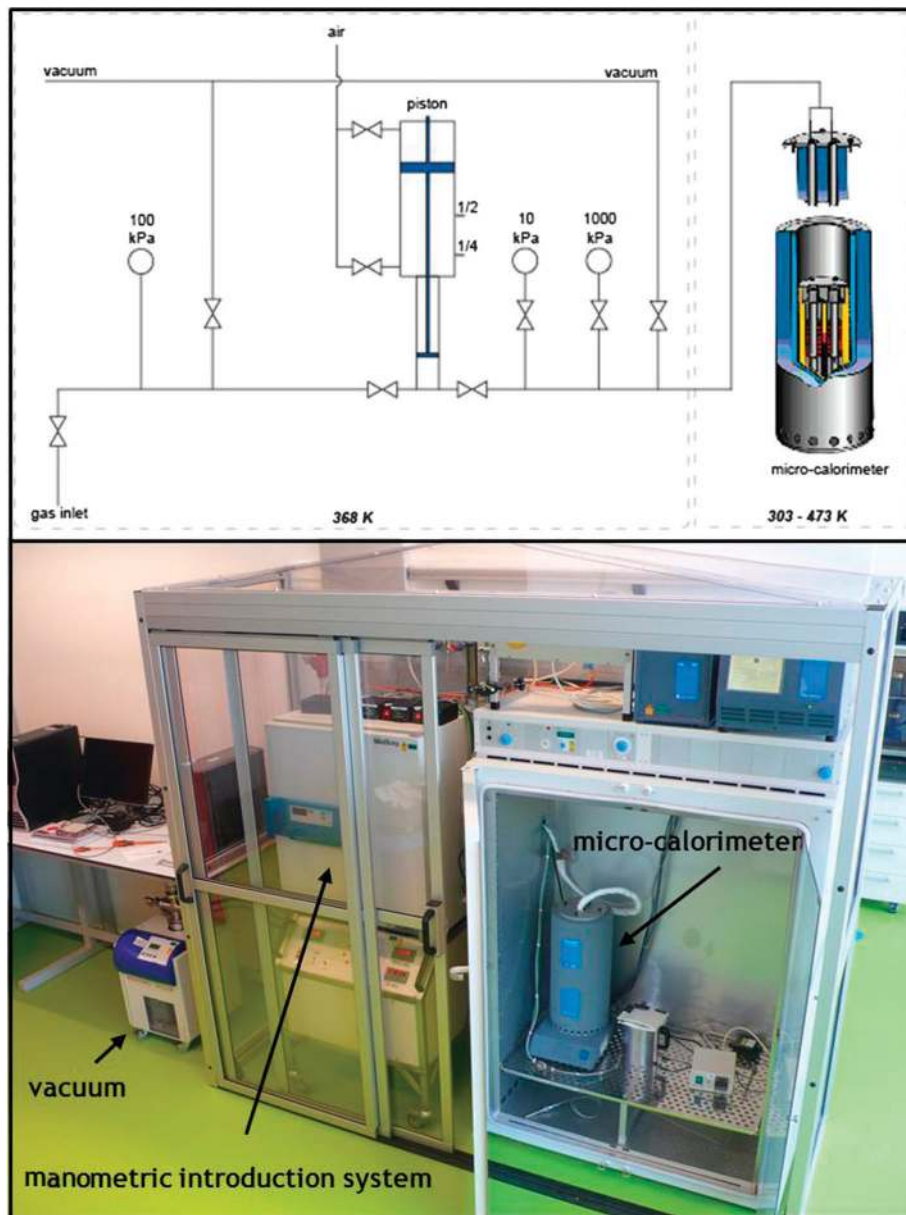 air
vacuum
vacuum
piston
1/2
1/4
100
kPa
10
kPa
1000
kPa
micro-calorimeter
gas inlet
368 K
303 - 473 K
micro-calorimeter
vacuum
manometric introduction system